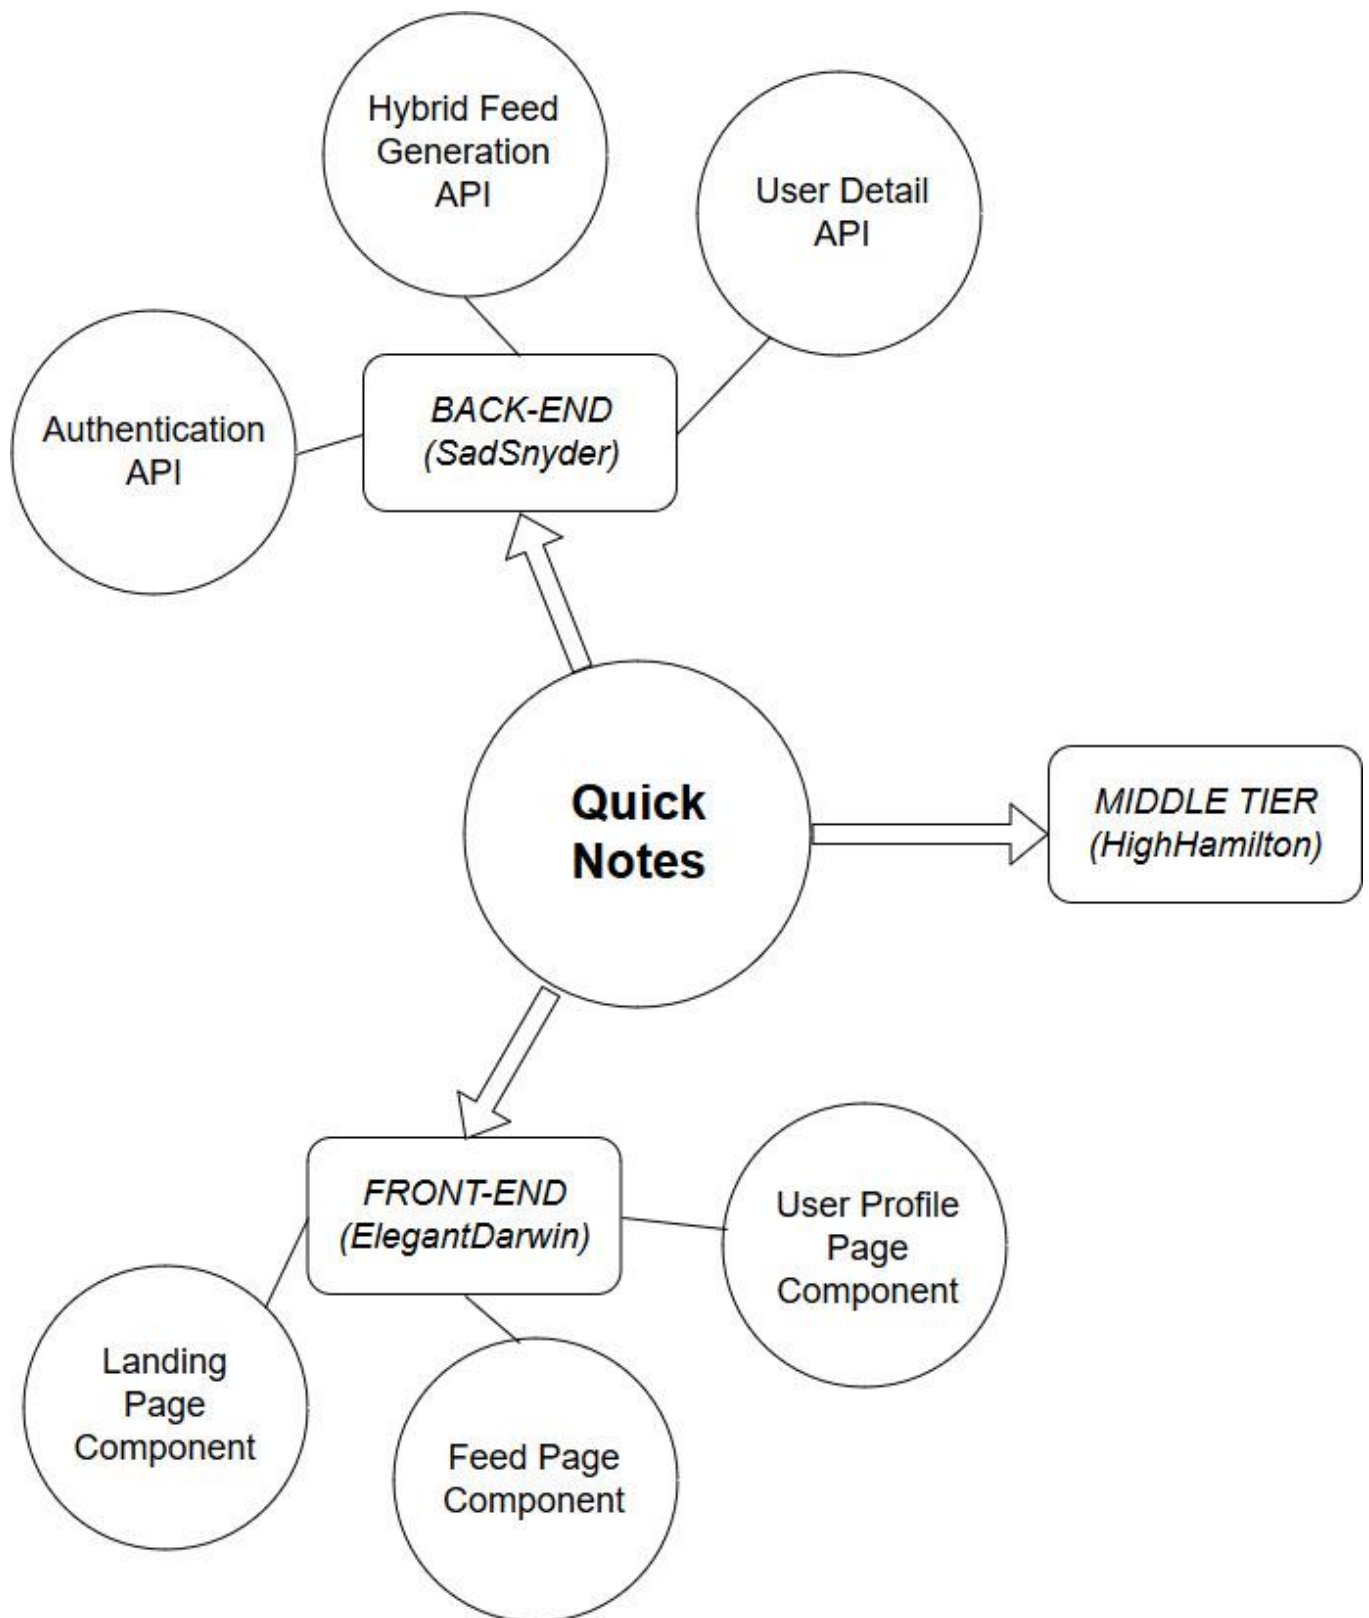 Hybrid Feed
Generation
API
User Detail
API
Authentication
API
BACK-END
(SadSnyder)
Quick
Notes
MIDDLE TIER
(HighHamilton)
FRONT-END
(ElegantDarwin)
User Profile
Page
Component
Landing
Page
Component
Feed Page
Component